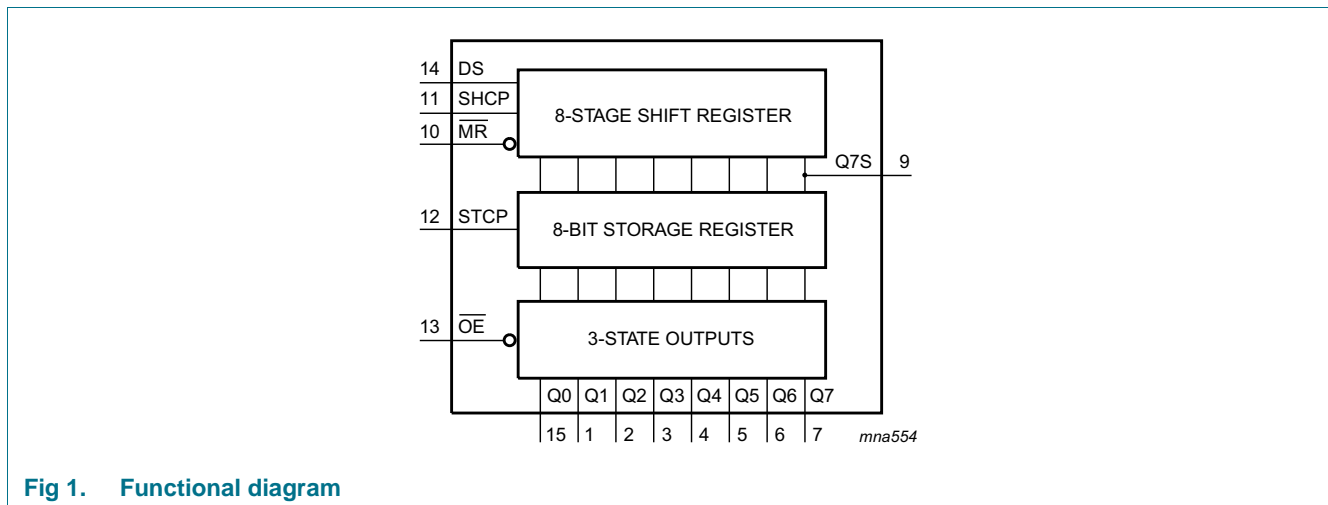 14 DS
11 SHCP
8-STAGE SHIFT REGISTER
10 M̅R̅
Q7S 9
12 STCP
8-BIT STORAGE REGISTER
13 O̅E̅
3-STATE OUTPUTS
Q0 Q1 Q2 Q3 Q4 Q5 Q6 Q7
15 1 2 3 4 5 6 7
mna554
Fig 1. Functional diagram